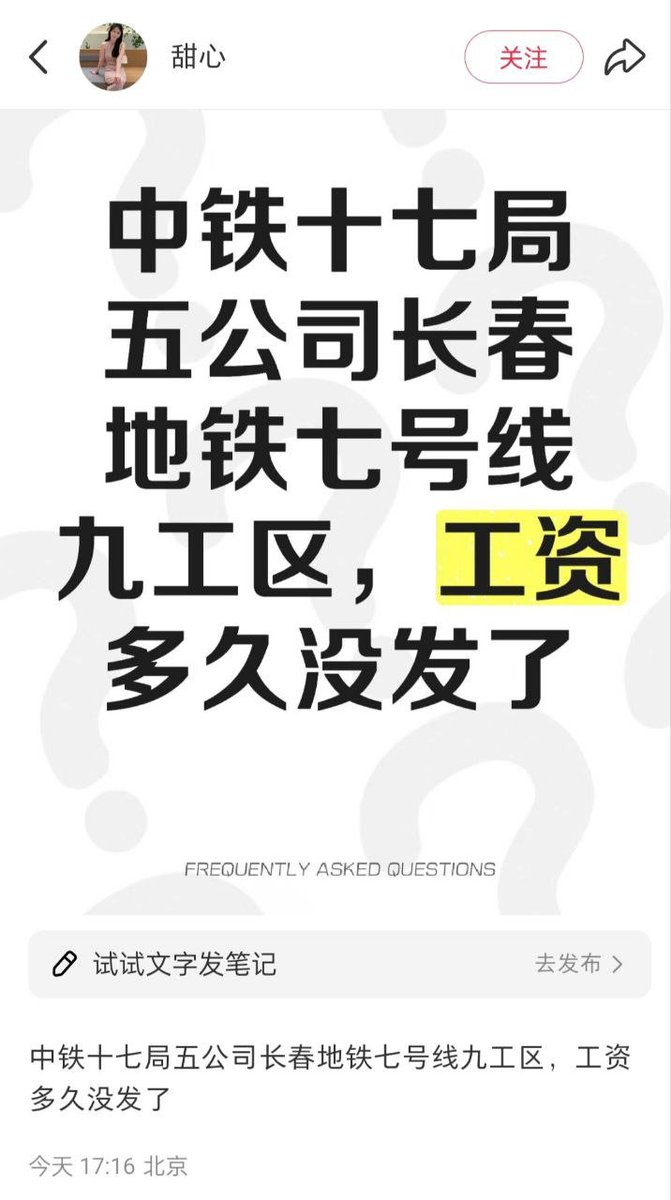 甜心
关注
中铁十七局
五公司长春
地铁七号线
九工区，工资
多久没发了
FREQUENTLY ASKED QUESTIONS
试试文字发笔记
去发布
中铁十七局五公司长春地铁七号线九工区，工资
多久没发了
今天 17:16 北京